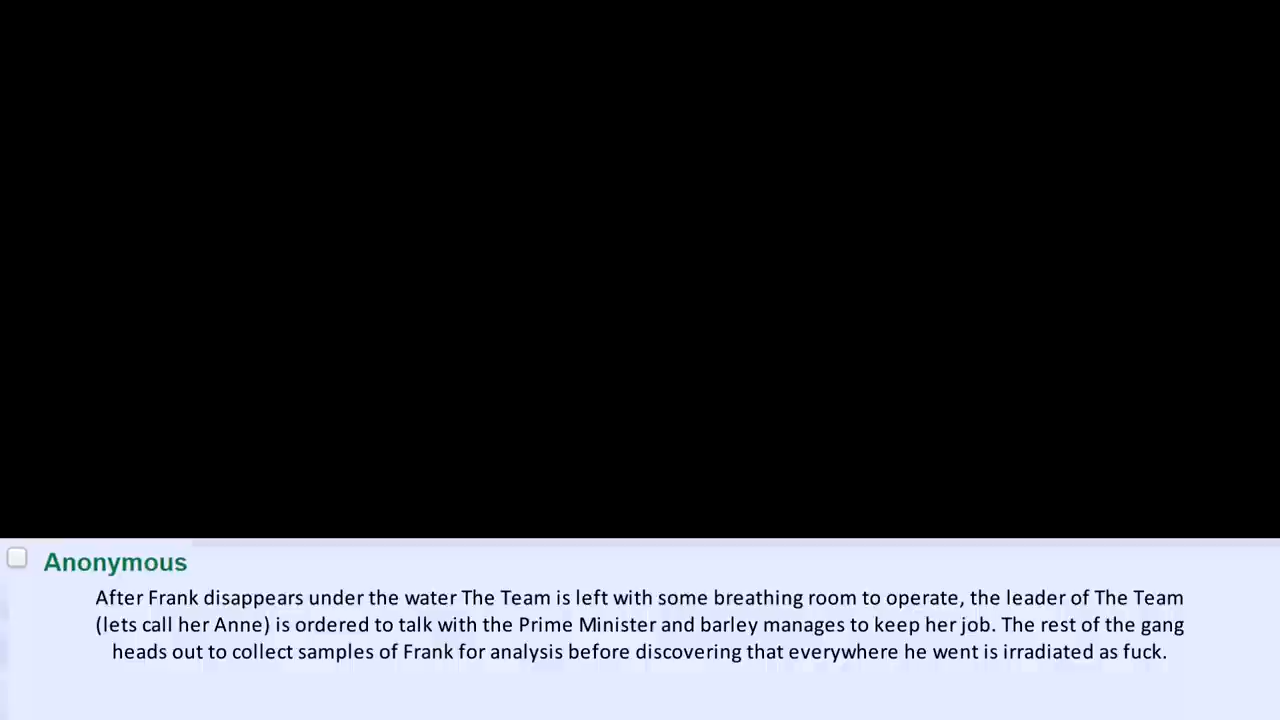 Anonymous
After Frank disappears under the water The Team is left with some breathing room to operate, the leader of The Team
(lets call her Anne) is ordered to talk with the Prime Minister and barley manages to keep her job. The rest of the gang
heads out to collect samples of Frank for analysis before discovering that everywhere he went is irradiated as fuck.